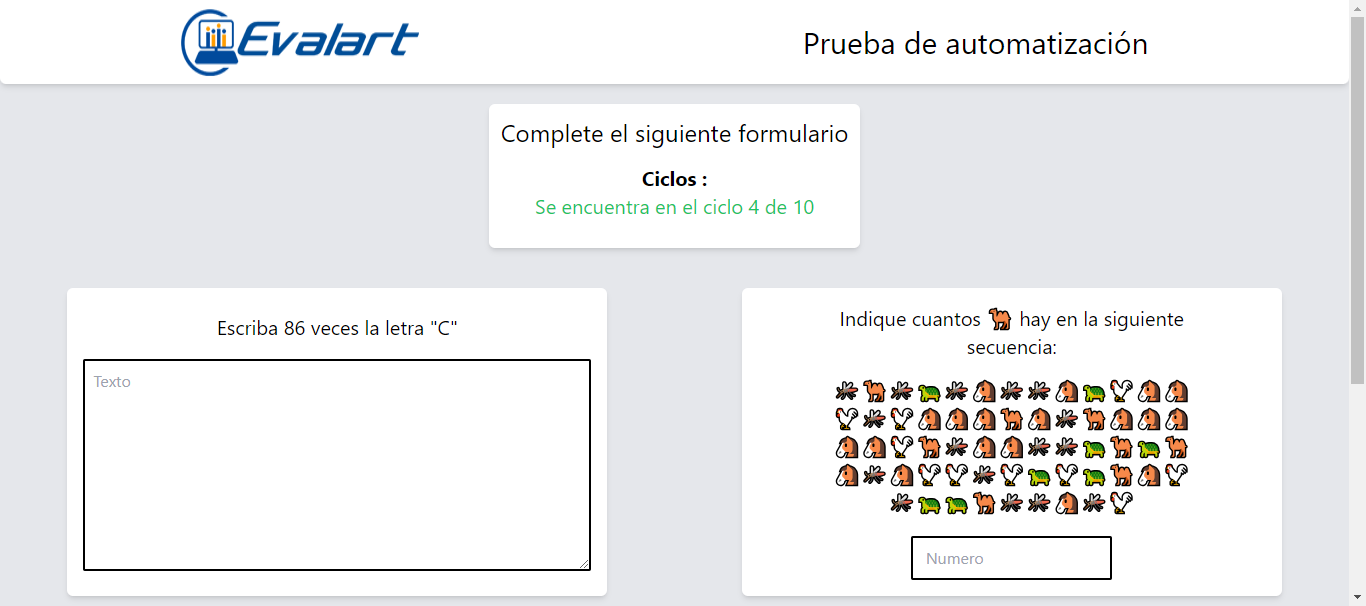 Evalart
Prueba de automatización
Complete el siguiente formulario
Ciclos :
Se encuentra en el ciclo 4 de 10
Escriba 86 veces la letra "C"
Texto
Indique cuantos 🐫 hay en la siguiente
secuencia:
Numero